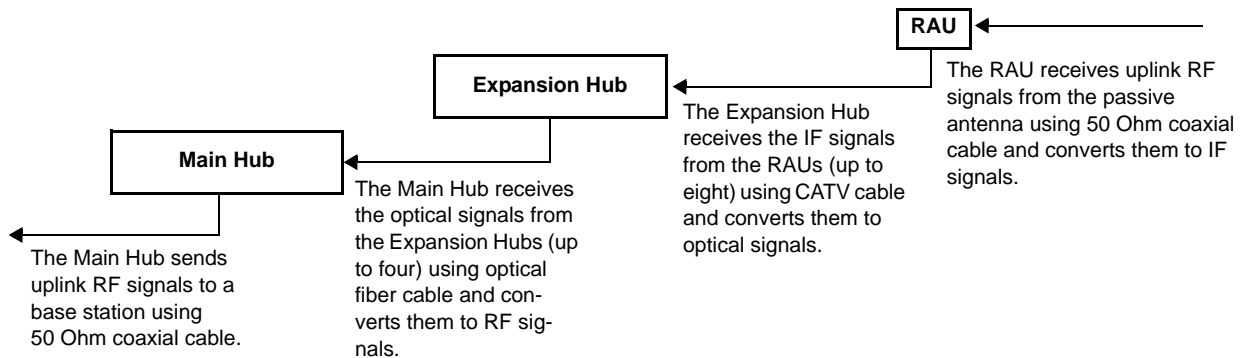 RAU
The RAU receives uplink RF
signals from the passive
antenna using 50 Ohm coaxial
cable and converts them to IF
signals.
Expansion Hub
The Expansion Hub
receives the IF signals
from the RAUs (up to
eight) using CATV cable
and converts them to
optical signals.
Main Hub
The Main Hub receives
the optical signals from
the Expansion Hubs (up
to four) using optical
fiber cable and con-
verts them to RF sig-
nals.
The Main Hub sends
uplink RF signals to a
base station using
50 Ohm coaxial cable.